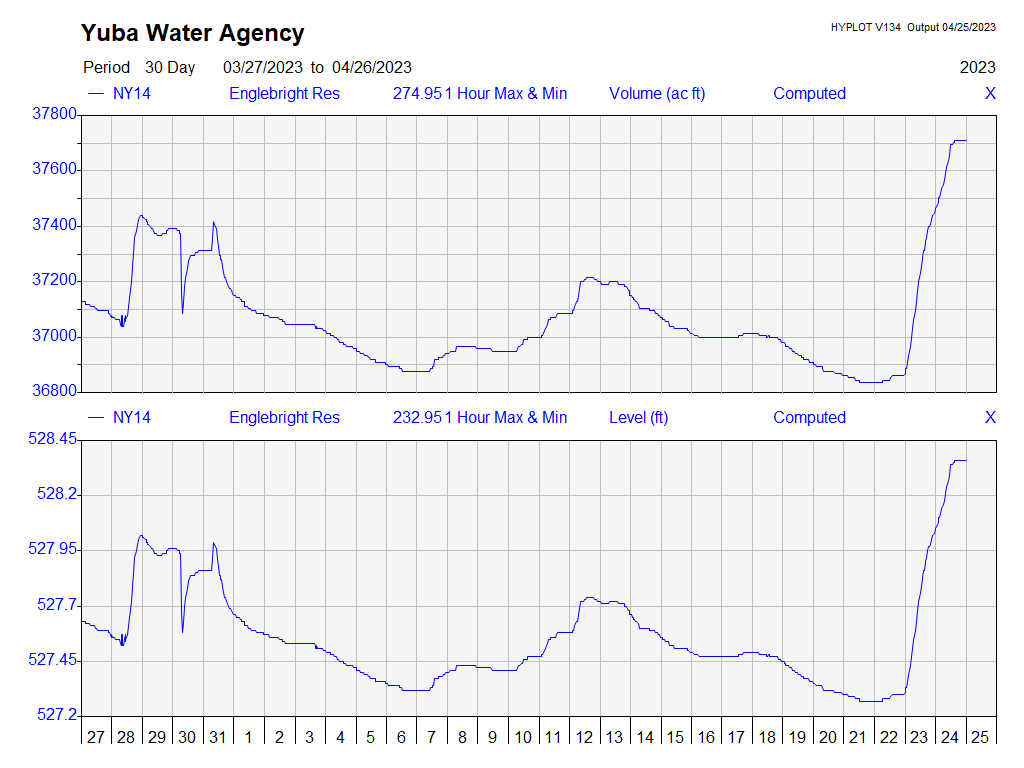 Yuba Water Agency
HYPLOT V134 Output 04/25/2023
Period 30 Day 03/27/2023 to 04/26/2023 2023
NY14 Englebright Res 274.95 1 Hour Max & Min Volume (ac ft) Computed X
37800
37600
37400
37200
37000
36800
NY14 Englebright Res 232.95 1 Hour Max & Min Level (ft) Computed X
528.45
528.2
527.95
527.7
527.45
527.2
27 28 29 30 31 1 2 3 4 5 6 7 8 9 10 11 12 13 14 15 16 17 18 19 20 21 22 23 24 25